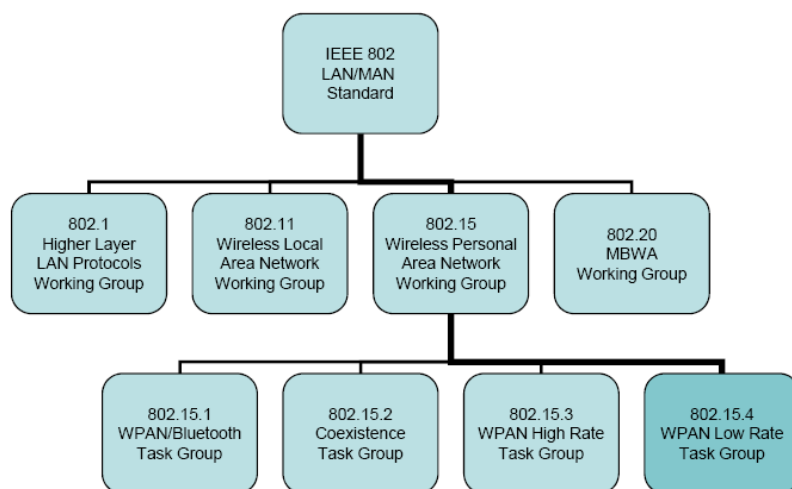 IEEE 802
LAN/MAN
Standard
802.1
Higher Layer
LAN Protocols
Working Group
802.11
Wireless Local
Area Network
Working Group
802.15
Wireless Personal
Area Network
Working Group
802.20
MBWA
Working Group
802.15.1
WPAN/Bluetooth
Task Group
802.15.2
Coexistence
Task Group
802.15.3
WPAN High Rate
Task Group
802.15.4
WPAN Low Rate
Task Group